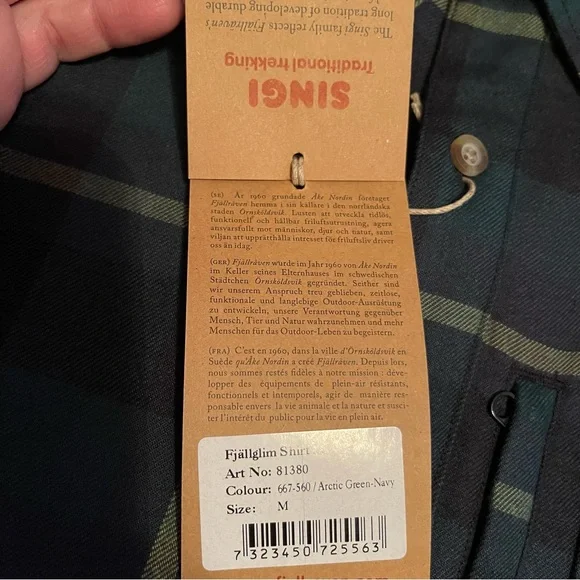 The Singi family reflects Fjällräven's
long tradition of developing durable
Traditional trekking
SINGI
(SE) År 1960 grundade Åke Nordin företaget
Fjällräven hemma i sin källare i den norrländska
staden Örnsköldsvik. Lusten att utveckla tidlös,
funktionell och hållbar friluftsutrustning, agera
ansvarsfullt mot människor, djur och natur, samt
viljan att upprätthålla intresset för friluftsliv driver
oss än idag.
(GER) Fjällräven wurde im Jahr 1960 von Åke Nordin
im Keller seines Elternhauses im schwedischen
Städtchen Örnsköldsvik gegründet. Seither sind
wir unserem Anspruch treu geblieben, zeitlose,
funktionale und langlebige Outdoor-Ausrüstung
zu entwickeln, unsere Verantwortung gegenüber
Mensch, Tier und Natur wahrzunehmen und mehr
Menschen für das Outdoor-Leben zu begeistern.
(FRA) C'est en 1960, dans la ville d'Örnsköldsvik en
Suède qu'Åke Nordin a créé Fjällräven. Depuis lors,
nous sommes restés fidèles à notre mission : déve-
lopper des équipements de plein-air résistants,
fonctionnels et intemporels, agir de manière res-
ponsable envers la vie animale et la nature et susci-
ter l'intérêt du public pour la vie en plein air.
Fjällglim Shirt
Art No: 81380
Colour: 667-560 / Arctic Green-Navy
Size: M
7 323450 725563